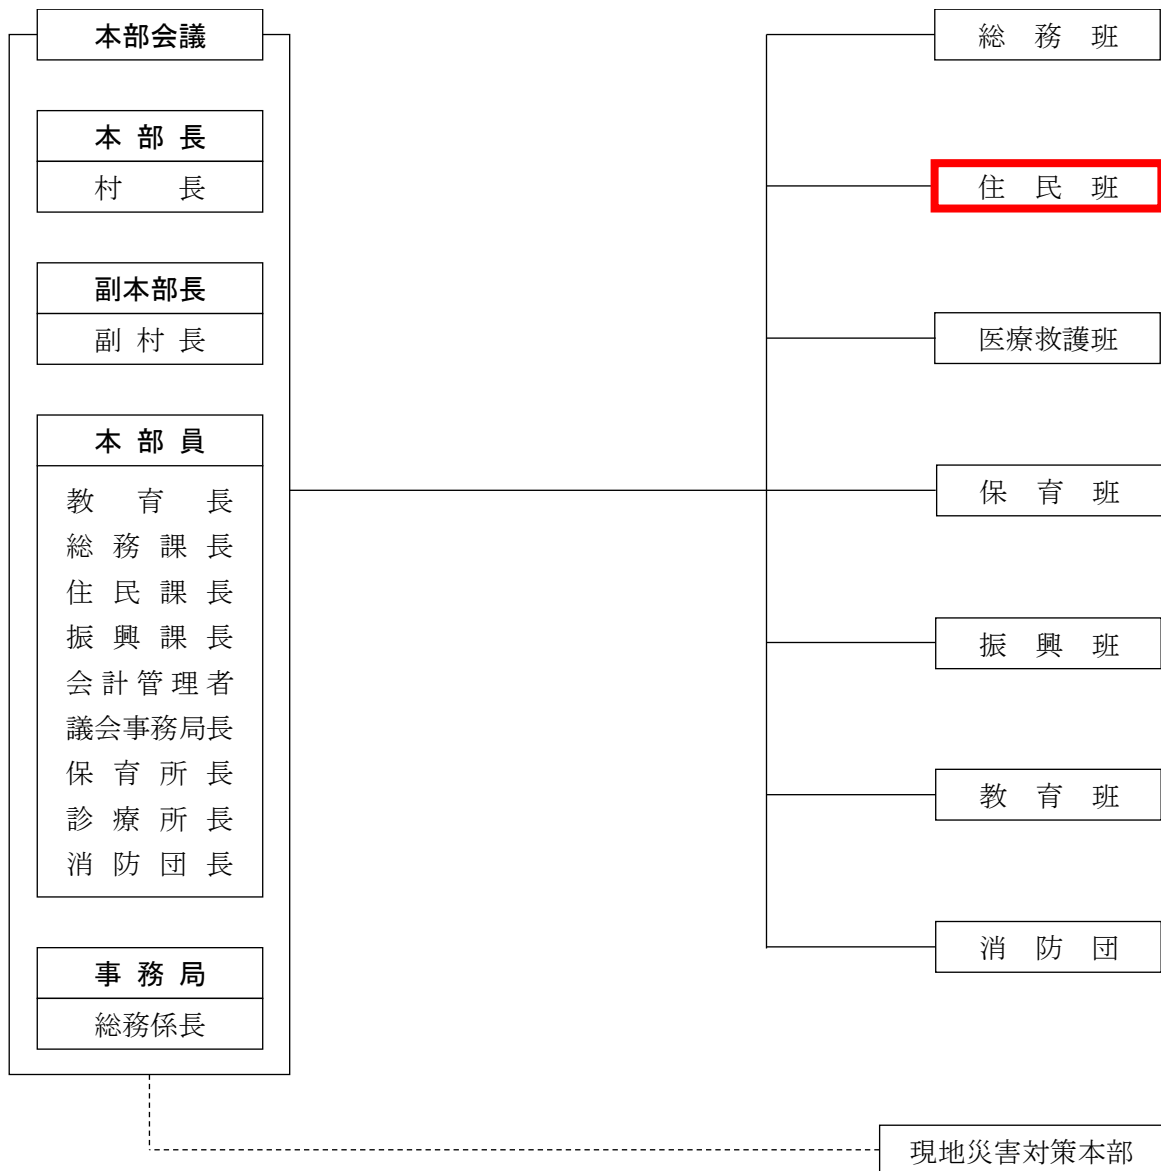 本部会議
本部長
村長
副本部長
副村長
本部員
教育長
総務課長
住民課長
振興課長
会計管理者
議会事務局長
保育所長
診療所長
消防団長
事務局
総務係長
総務班
住民班
医療救護班
保育班
振興班
教育班
消防団
現地災害対策本部